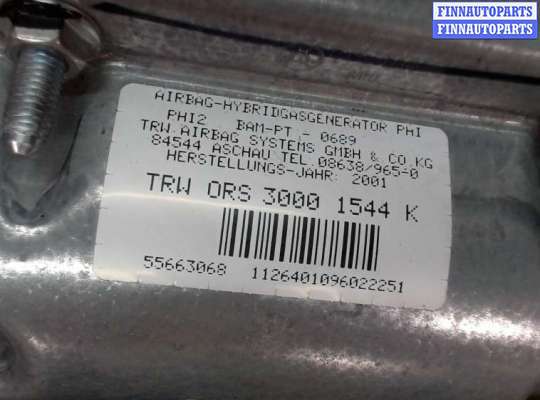 FINNAUTOPARTS
FINNAUTOPARTS
AIRBAG-HYBRIDGASGENERATOR PHI
PHI2 BAM-PT - 0689
TRW AIRBAG SYSTEMS GMBH & CO KG
84544 ASCHAU TEL 08638/965-0
HERSTELLUNGS-JAHR: 2001
TRW ORS 3000 1544 K
55663068 1126401096022251